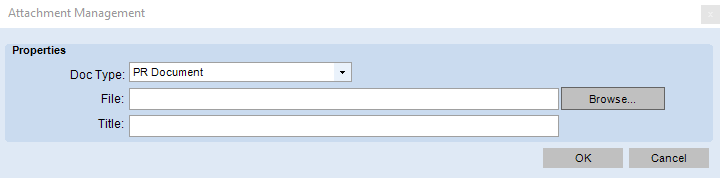 Attachment Management
Properties
Doc Type: PR Document
File: Browse...
Title:
OK Cancel